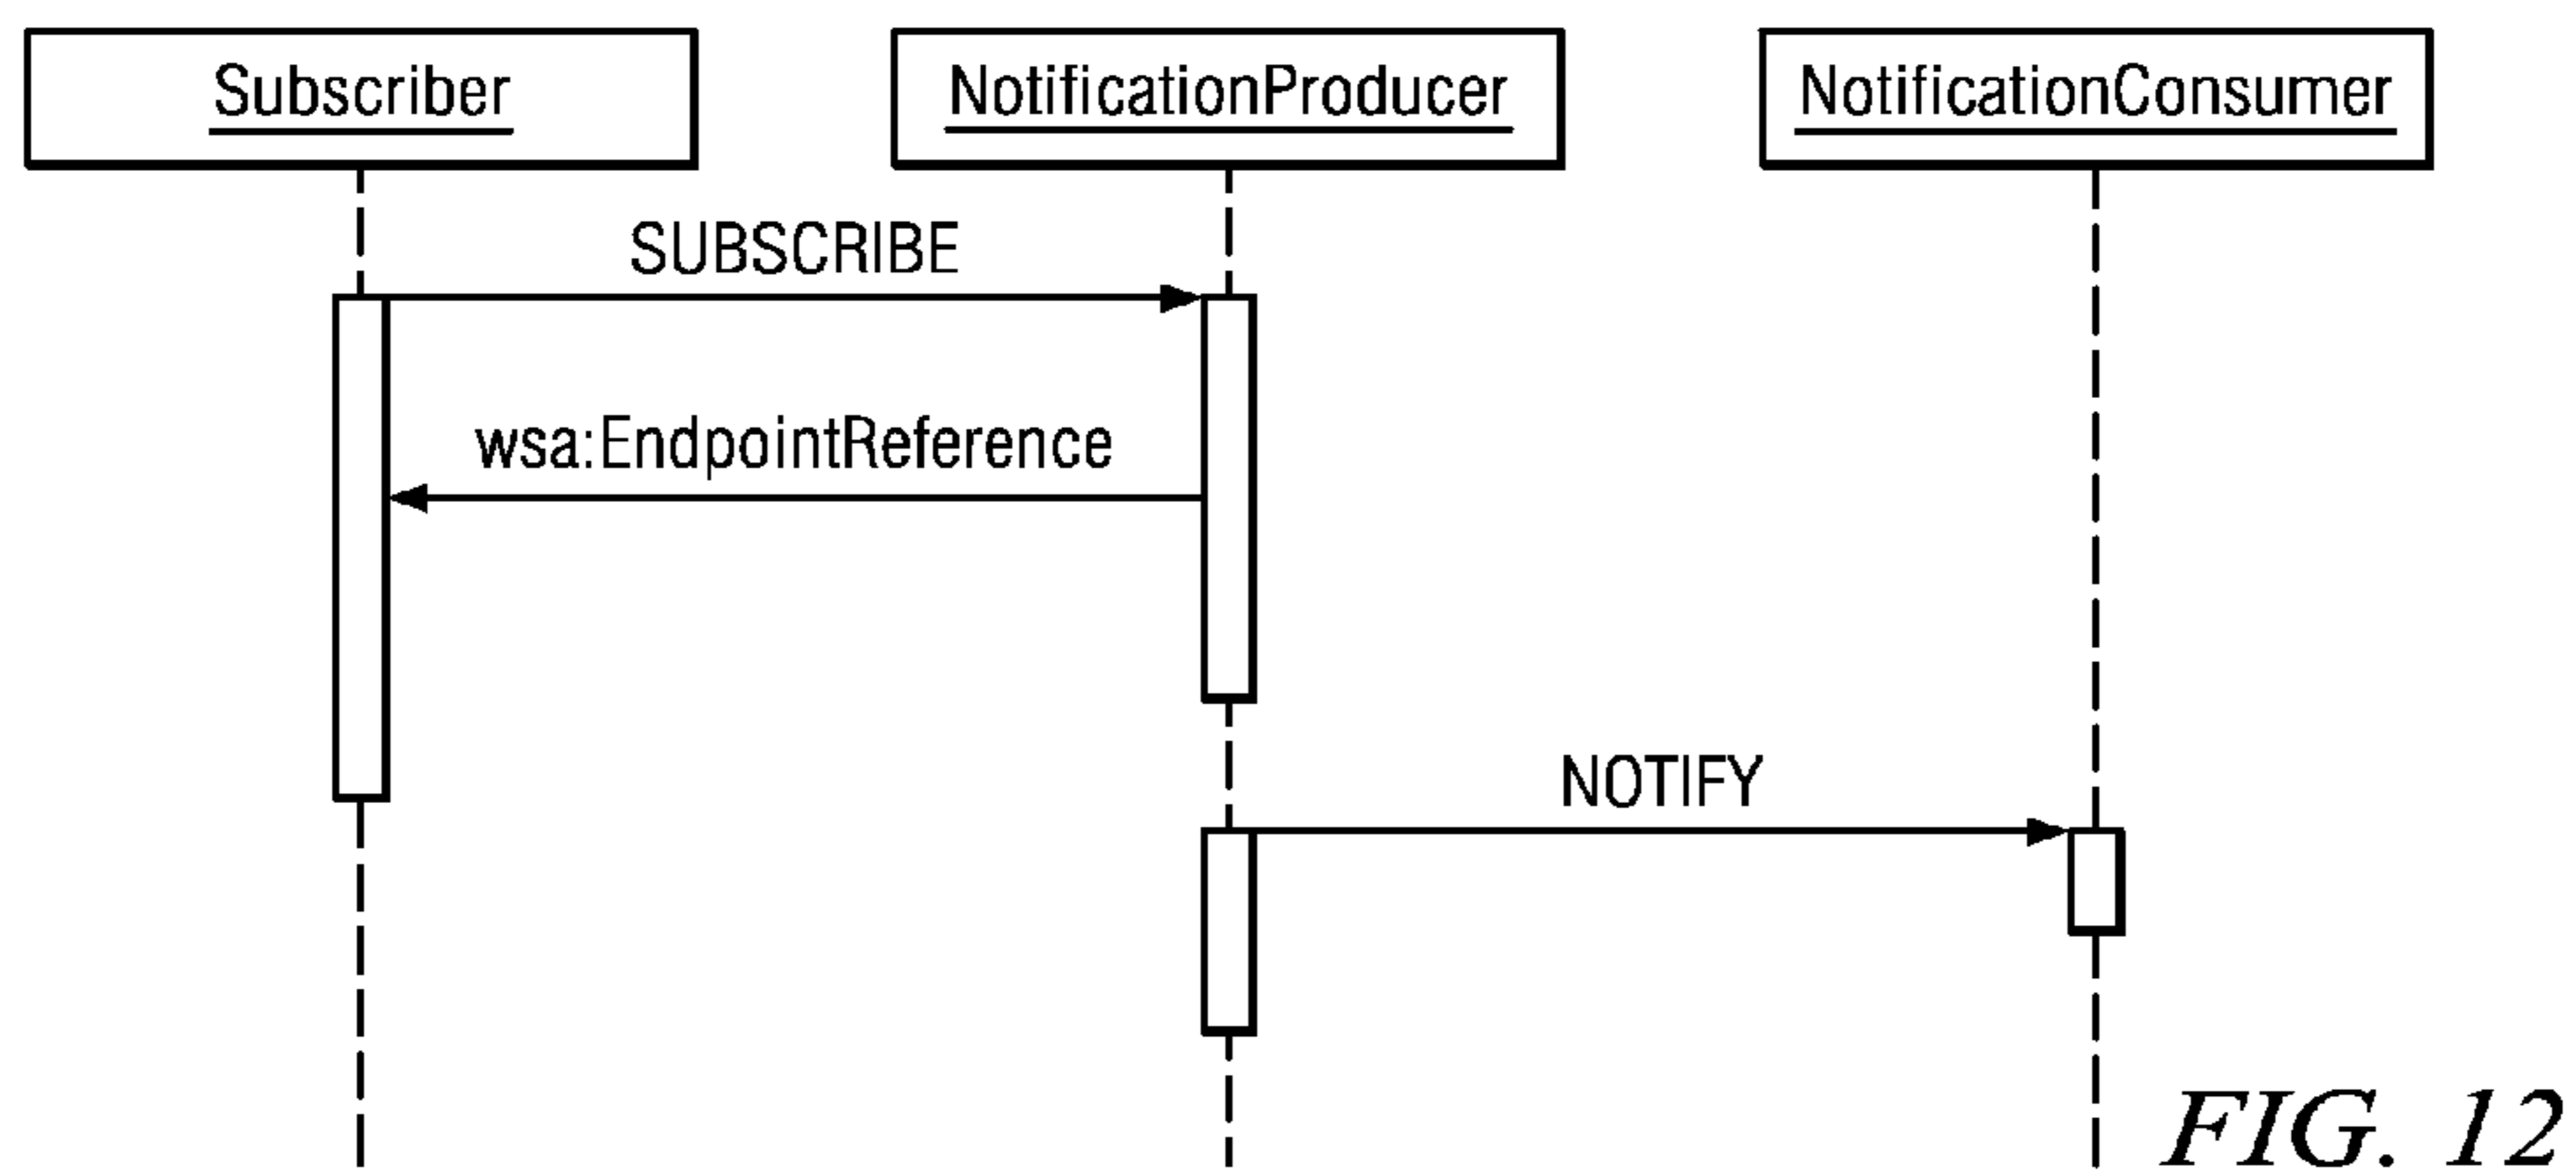 Subscriber
NotificationProducer
NotificationConsumer
SUBSCRIBE
wsa:EndpointReference
NOTIFY
FIG. 12